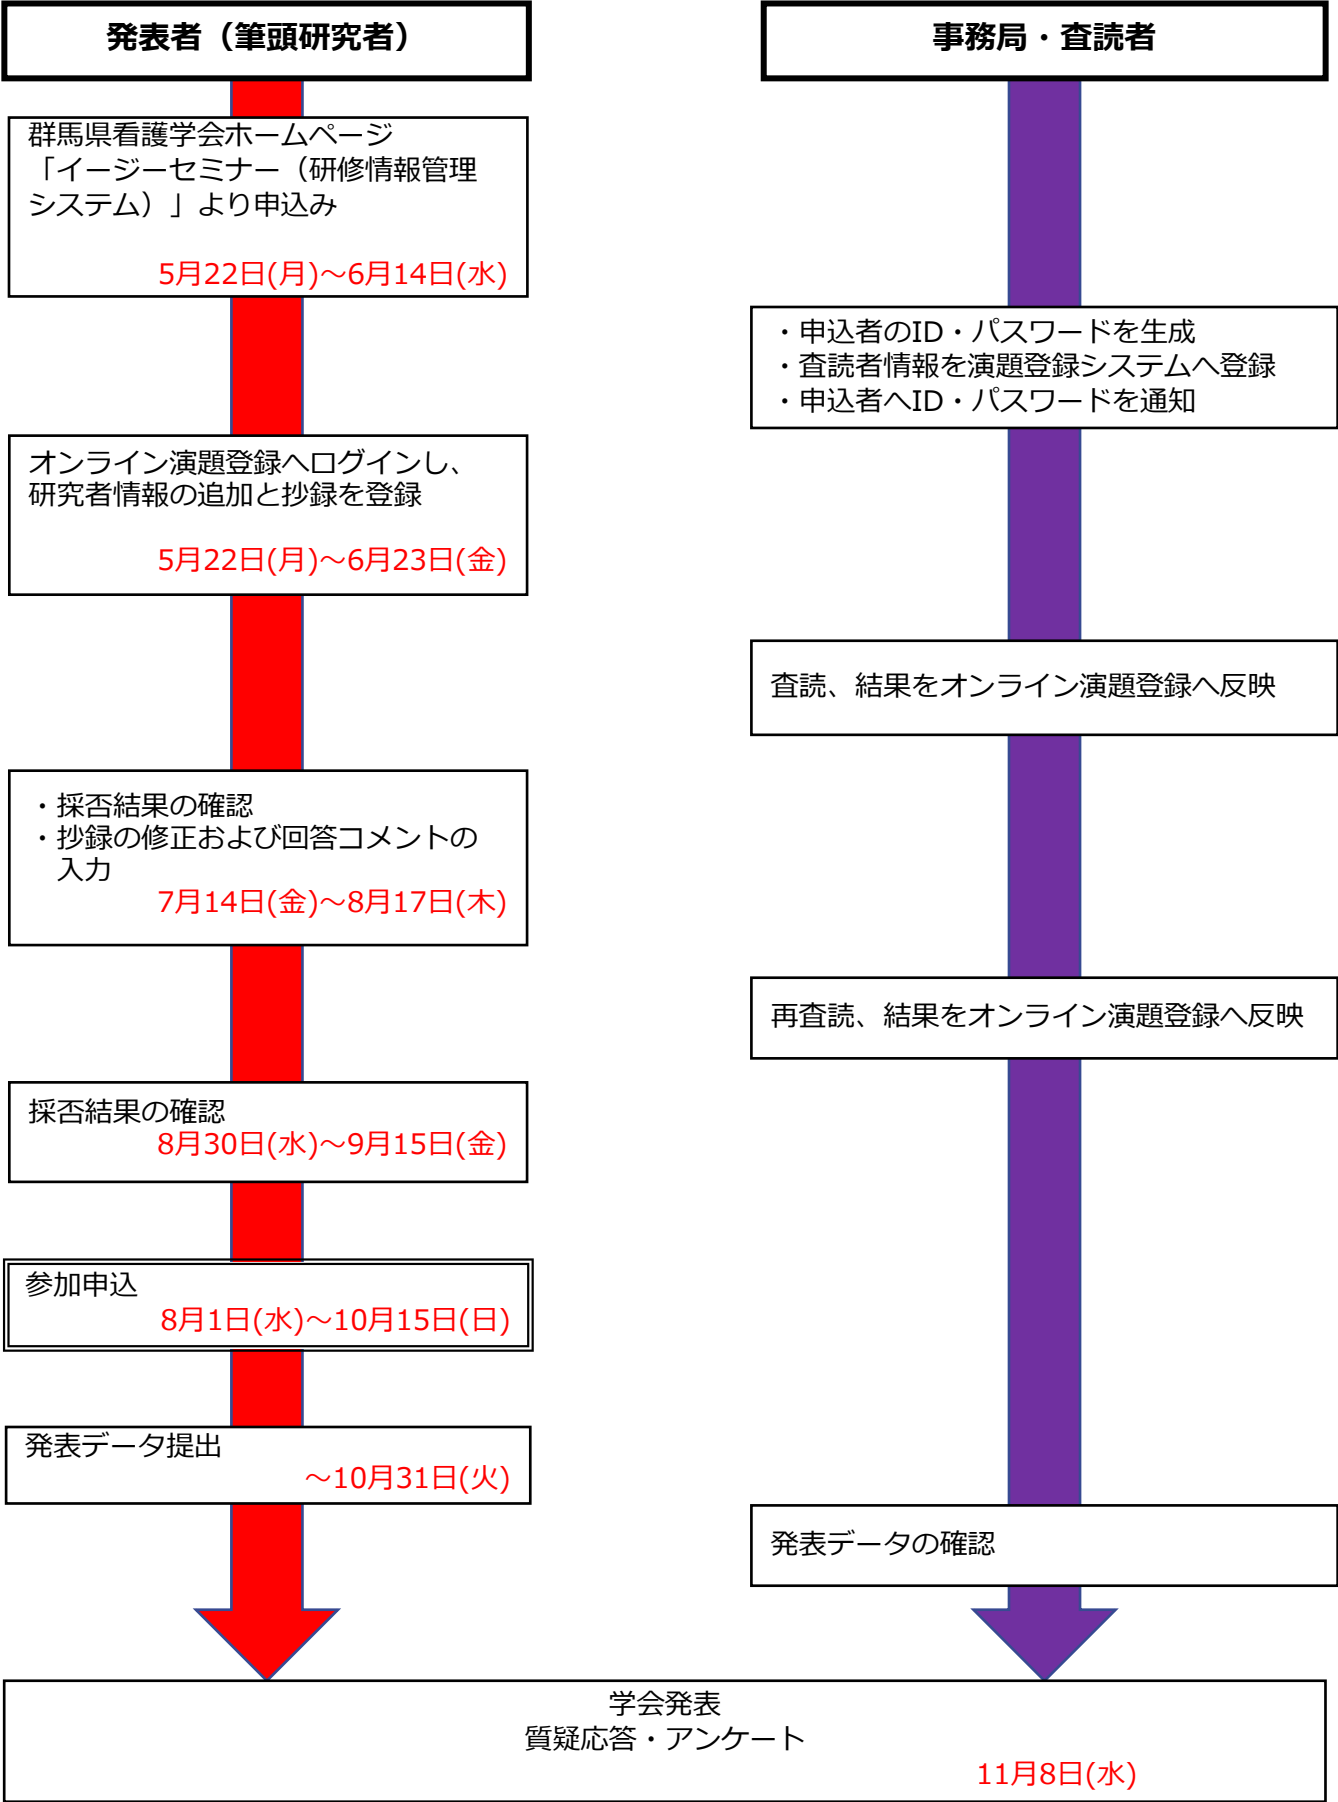 発表者（筆頭研究者）
事務局・査読者
群馬県看護学会ホームページ
「イージーセミナー（研修情報管理
システム）」より申込み
5月22日(月)～6月14日(水)
・申込者のID・パスワードを生成
・査読者情報を演題登録システムへ登録
・申込者へID・パスワードを通知
オンライン演題登録へログインし、
研究者情報の追加と抄録を登録
5月22日(月)～6月23日(金)
査読、結果をオンライン演題登録へ反映
・採否結果の確認
・抄録の修正および回答コメントの
入力
7月14日(金)～8月17日(木)
再査読、結果をオンライン演題登録へ反映
採否結果の確認
8月30日(水)～9月15日(金)
参加申込
8月1日(水)～10月15日(日)
発表データ提出
～10月31日(火)
発表データの確認
学会発表
質疑応答・アンケート
11月8日(水)